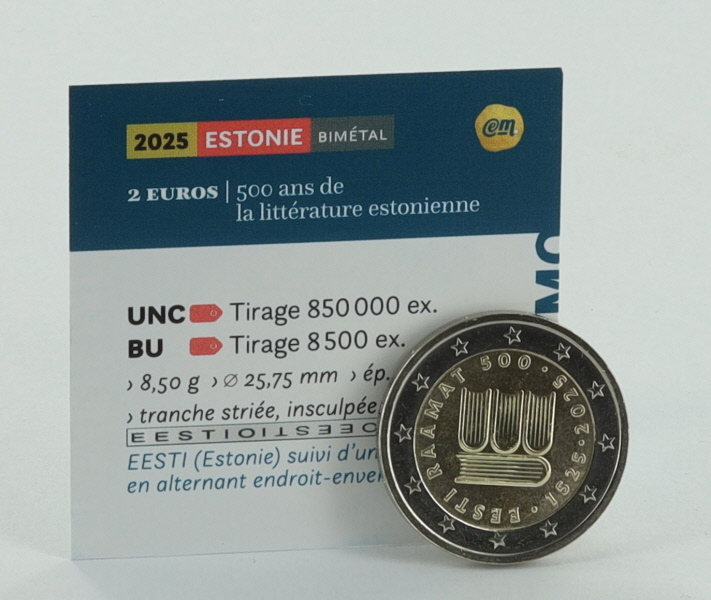 2025 ESTONIE BIMÉTAL
em
2 EUROS | 500 ans de
la littérature estonienne
UNC Tirage 850 000 ex.
BU Tirage 8 500 ex.
› 8,50 g › ⌀ 25,75 mm › ép.
› tranche striée, insculpée
EESTI (Estonie) suivi d'un
en alternant endroit-enve
EESTI RAAMAT 500 · 1525·2025